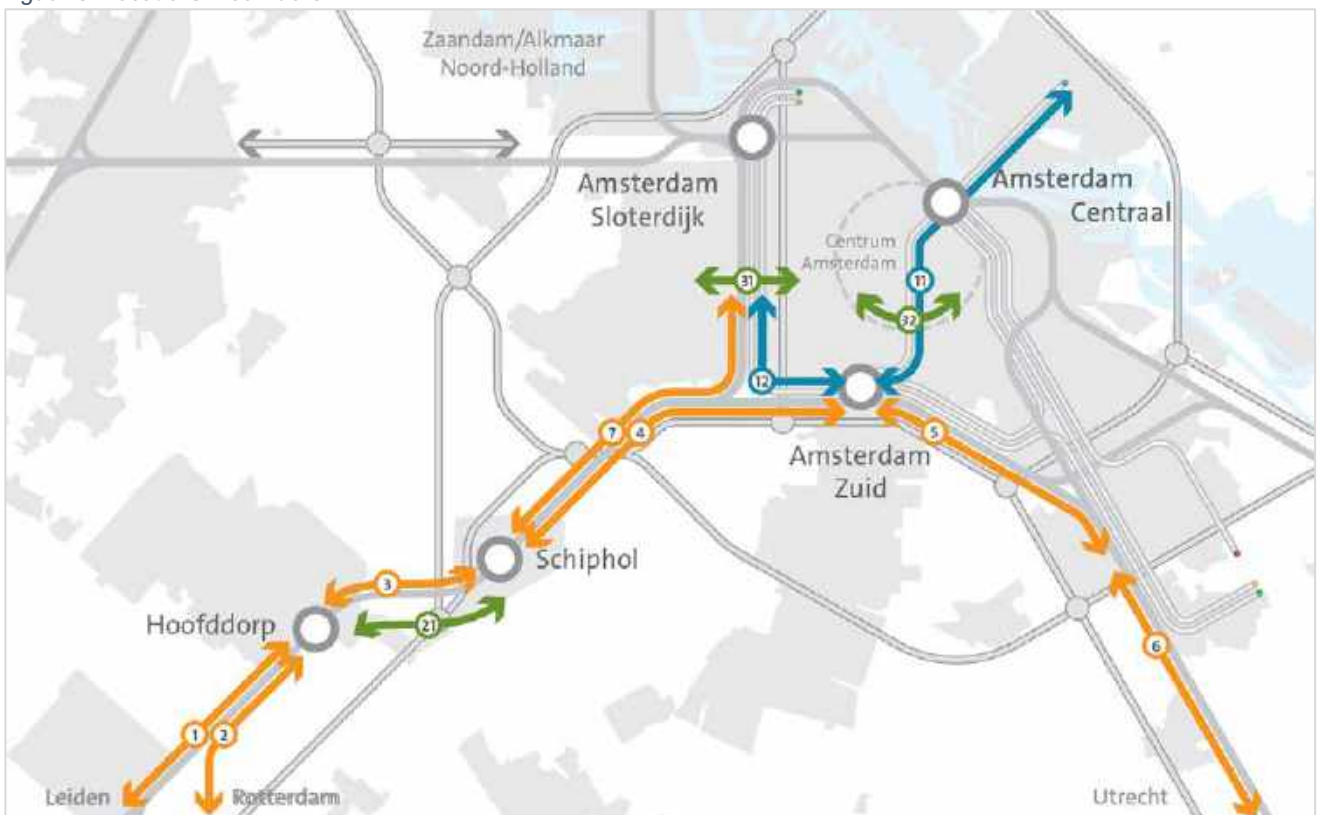 Zaandam/Alkmaar
Noord-Holland
Amsterdam
Sloterdijk
Amsterdam
Centraal
Centrum
Amsterdam
31
11
32
12
7
4
5
Amsterdam
Zuid
Schiphol
3
Hoofddorp
21
6
1
2
Leiden
Rotterdam
Utrecht